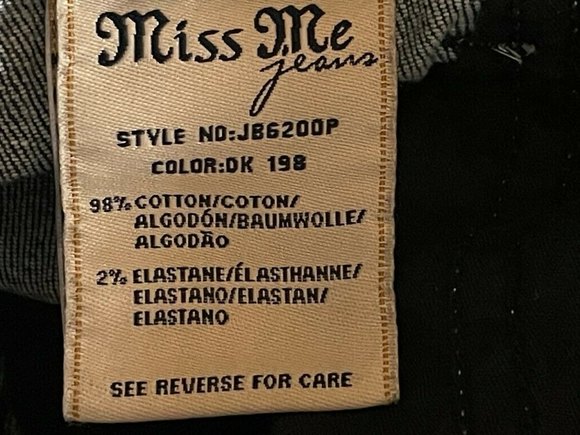 Miss Me
jeans
STYLE NO:JB6200P
COLOR:DK 198
98% COTTON/COTON/
ALGODÓN/BAUMWOLLE/
ALGODÃO
2% ELASTANE/ÉLASTHANNE/
ELASTANO/ELASTAN/
ELASTANO
SEE REVERSE FOR CARE